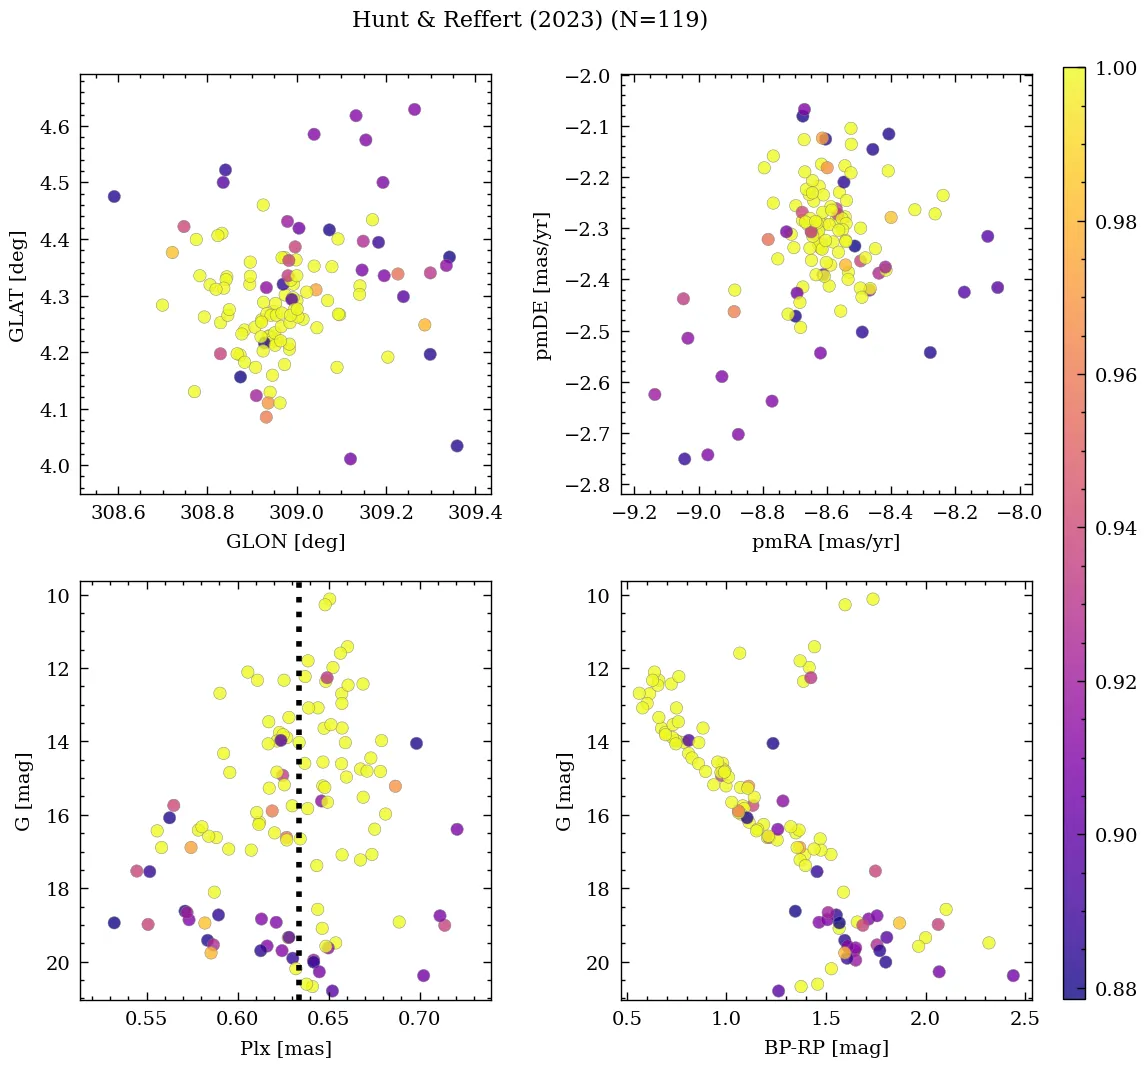 Hunt & Reffert (2023) (N=119)
4.6
4.5
4.4
4.3
4.2
4.1
4.0
GLAT [deg]
308.6 308.8 309.0 309.2 309.4
GLON [deg]
−2.0
−2.1
−2.2
−2.3
−2.4
−2.5
−2.6
−2.7
−2.8
pmDE [mas/yr]
−9.2 −9.0 −8.8 −8.6 −8.4 −8.2 −8.0
pmRA [mas/yr]
10
12
14
16
18
20
G [mag]
0.55 0.60 0.65 0.70
Plx [mas]
10
12
14
16
18
20
G [mag]
0.5 1.0 1.5 2.0 2.5
BP-RP [mag]
1.00
0.98
0.96
0.94
0.92
0.90
0.88